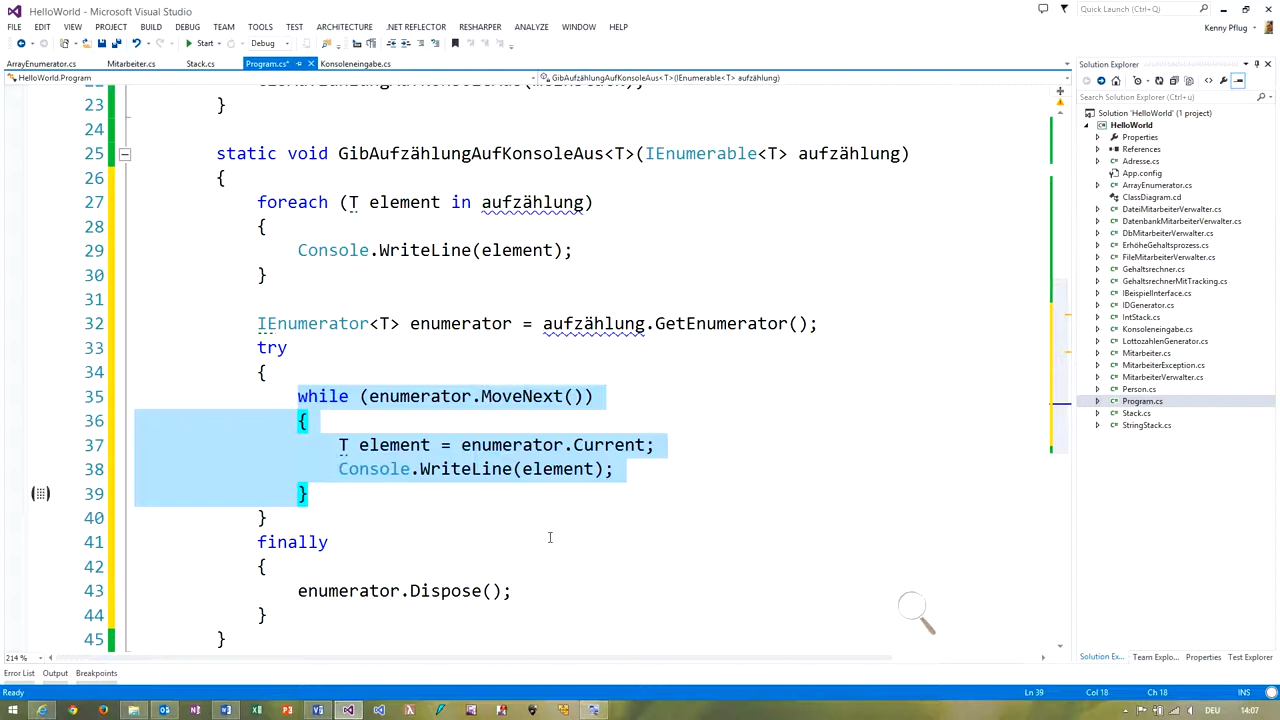 HelloWorld - Microsoft Visual Studio
Quick Launch (Ctrl+Q)
FILE EDIT VIEW PROJECT BUILD DEBUG TEAM TOOLS TEST ARCHITECTURE .NET REFLECTOR RESHARPER ANALYZE WINDOW HELP
Kenny Pflug
Start Debug
ArrayEnumerator.cs Mitarbeiter.cs Stack.cs Program.cs* Konsoleneingabe.cs
HelloWorld.Program GibAufzählungAufKonsoleAus<T>(IEnumerable<T> aufzählung)
23 }
24
25 static void GibAufzählungAufKonsoleAus<T>(IEnumerable<T> aufzählung)
26 {
27 foreach (T element in aufzählung)
28 {
29 Console.WriteLine(element);
30 }
31
32 IEnumerator<T> enumerator = aufzählung.GetEnumerator();
33 try
34 {
35 while (enumerator.MoveNext())
36 {
37 T element = enumerator.Current;
38 Console.WriteLine(element);
39 }
40 }
41 finally
42 {
43 enumerator.Dispose();
44 }
45 }
214 %
Solution Explorer
Search Solution Explorer (Ctrl+ü)
Solution 'HelloWorld' (1 project)
HelloWorld
Properties
References
Adresse.cs
App.config
ArrayEnumerator.cs
ClassDiagram.cd
DateiMitarbeiterVerwalter.cs
DatenbankMitarbeiterVerwalter.cs
DbMitarbeiterVerwalter.cs
ErhöheGehaltsprozess.cs
FileMitarbeiterVerwalter.cs
Gehaltsrechner.cs
GehaltsrechnerMitTracking.cs
IBeispielInterface.cs
IDGenerator.cs
IntStack.cs
Konsoleneingabe.cs
LottozahlenGenerator.cs
Mitarbeiter.cs
MitarbeiterException.cs
MitarbeiterVerwalter.cs
Person.cs
Program.cs
Stack.cs
StringStack.cs
Solution Ex... Team Explo... Properties Test Explorer
Error List Output Breakpoints
Ready Ln 39 Col 18 Ch 18 INS
DEU 14:07